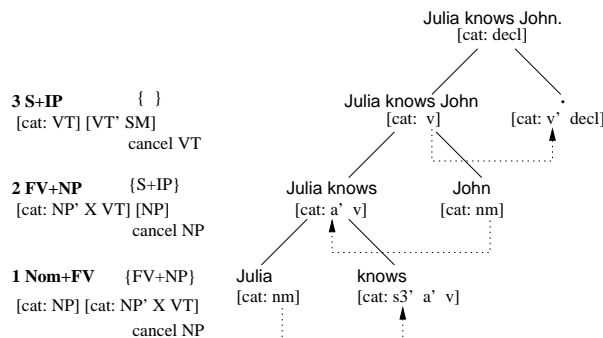 Julia knows John.
[cat: decl]
3 S+IP { }
[cat: VT] [VT' SM]
cancel VT
Julia knows John
[cat: v]
.
[cat: v' decl]
2 FV+NP {S+IP}
[cat: NP' X VT] [NP]
cancel NP
Julia knows
[cat: a' v]
John
[cat: nm]
1 Nom+FV {FV+NP}
[cat: NP] [cat: NP' X VT]
cancel NP
Julia
[cat: nm]
knows
[cat: s3' a' v]